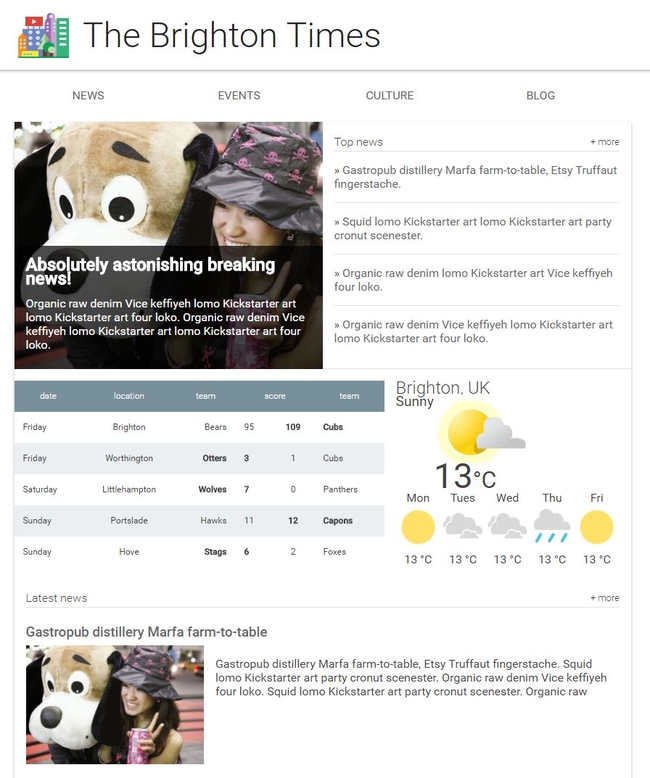 The Brighton Times
NEWS EVENTS CULTURE BLOG
Absolutely astonishing breaking
news!
Organic raw denim Vice keffiyeh lomo Kickstarter art
lomo Kickstarter art four loko. Organic raw denim Vice
keffiyeh lomo Kickstarter art lomo Kickstarter art four
loko.
Top news + more
» Gastropub distillery Marfa farm-to-table, Etsy Truffaut
fingerstache.
» Squid lomo Kickstarter art lomo Kickstarter art party
cronut scenester.
» Organic raw denim lomo Kickstarter art Vice keffiyeh
four loko.
» Organic raw denim Vice keffiyeh lomo Kickstarter art
lomo Kickstarter art four loko.
date location team score team
Friday Brighton Bears 95 109 Cubs
Friday Worthington Otters 3 1 Cubs
Saturday Littlehampton Wolves 7 0 Panthers
Sunday Portslade Hawks 11 12 Capons
Sunday Hove Stags 6 2 Foxes
Brighton, UK
Sunny
13°C
Mon Tues Wed Thu Fri
13 °C 13 °C 13 °C 13 °C 13 °C
Latest news + more
Gastropub distillery Marfa farm-to-table
Gastropub distillery Marfa farm-to-table, Etsy Truffaut fingerstache. Squid
lomo Kickstarter art party cronut scenester. Organic raw denim Vice keffiyeh
four loko. Squid lomo Kickstarter art party cronut scenester. Organic raw